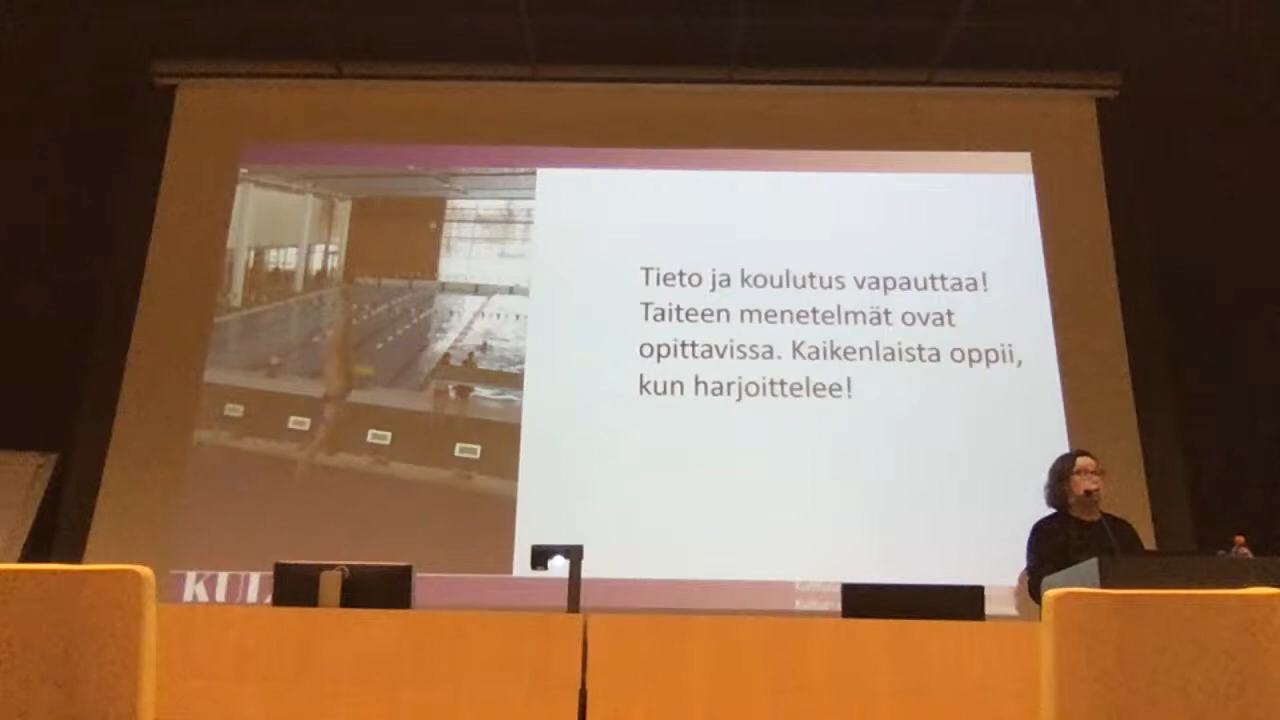 Tieto ja koulutus vapauttaa!
Taiteen menetelmät ovat
opittavissa. Kaikenlaista oppii,
kun harjoittelee!